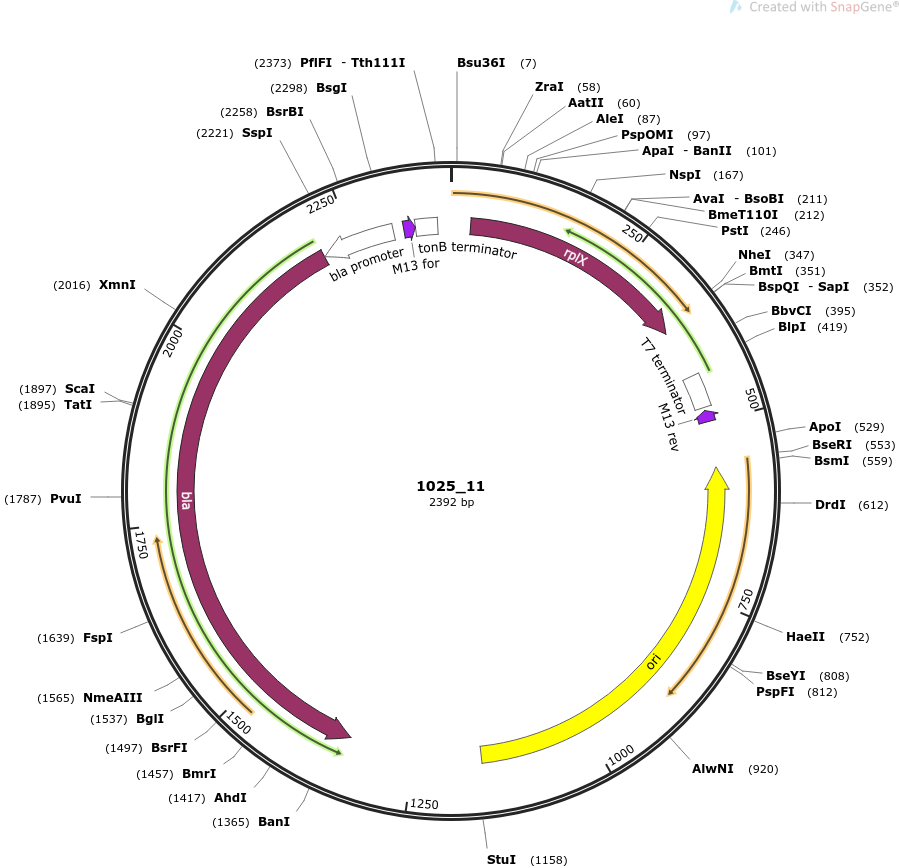 Created with SnapGene®
(2373) PflFI - Tth111I
Bsu36I (7)
(2298) BsgI
ZraI (58)
(2258) BsrBI
AatII (60)
(2221) SspI
AleI (87)
PspOMI (97)
ApaI - BanII (101)
NspI (167)
AvaI - BsoBI (211)
BmeT110I (212)
PstI (246)
NheI (347)
BmtI (351)
BspQI - SapI (352)
BbvCI (395)
BlpI (419)
2250
250
bla promoter
M13 for
tonB terminator
rplX
(2016) XmnI
2000
T7 terminator
M13 rev
500
(1897) ScaI
(1895) TatI
ApoI (529)
BseRI (553)
BsmI (559)
(1787) PvuI
bla
1025_11
2392 bp
DrdI (612)
1750
750
(1639) FspI
HaeII (752)
ori
BseYI (808)
PspFI (812)
(1565) NmeAIII
(1537) BglI
1500
(1497) BsrFI
1000
(1457) BmrI
AlwNI (920)
(1417) AhdI
1250
(1365) BanI
StuI (1158)